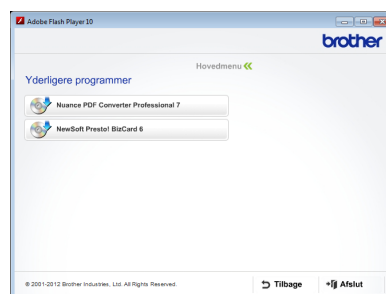 Adobe Flash Player 10
brother
Hovedmenu
Yderligere programmer
Nuance PDF Converter Professional 7
NewSoft Presto! BizCard 6
© 2001-2012 Brother Industries, Ltd. All Rights Reserved.
Tilbage
Afslut